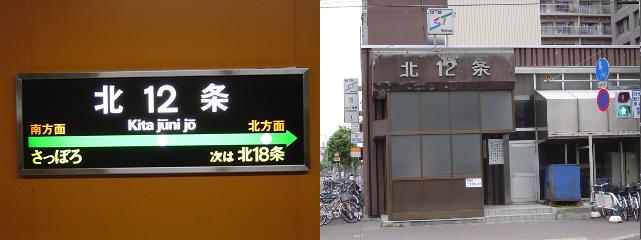 北 12 条
Kita jūni jō
南方面
北方面
さっぽろ
次は 北18条
ST
北 12 条